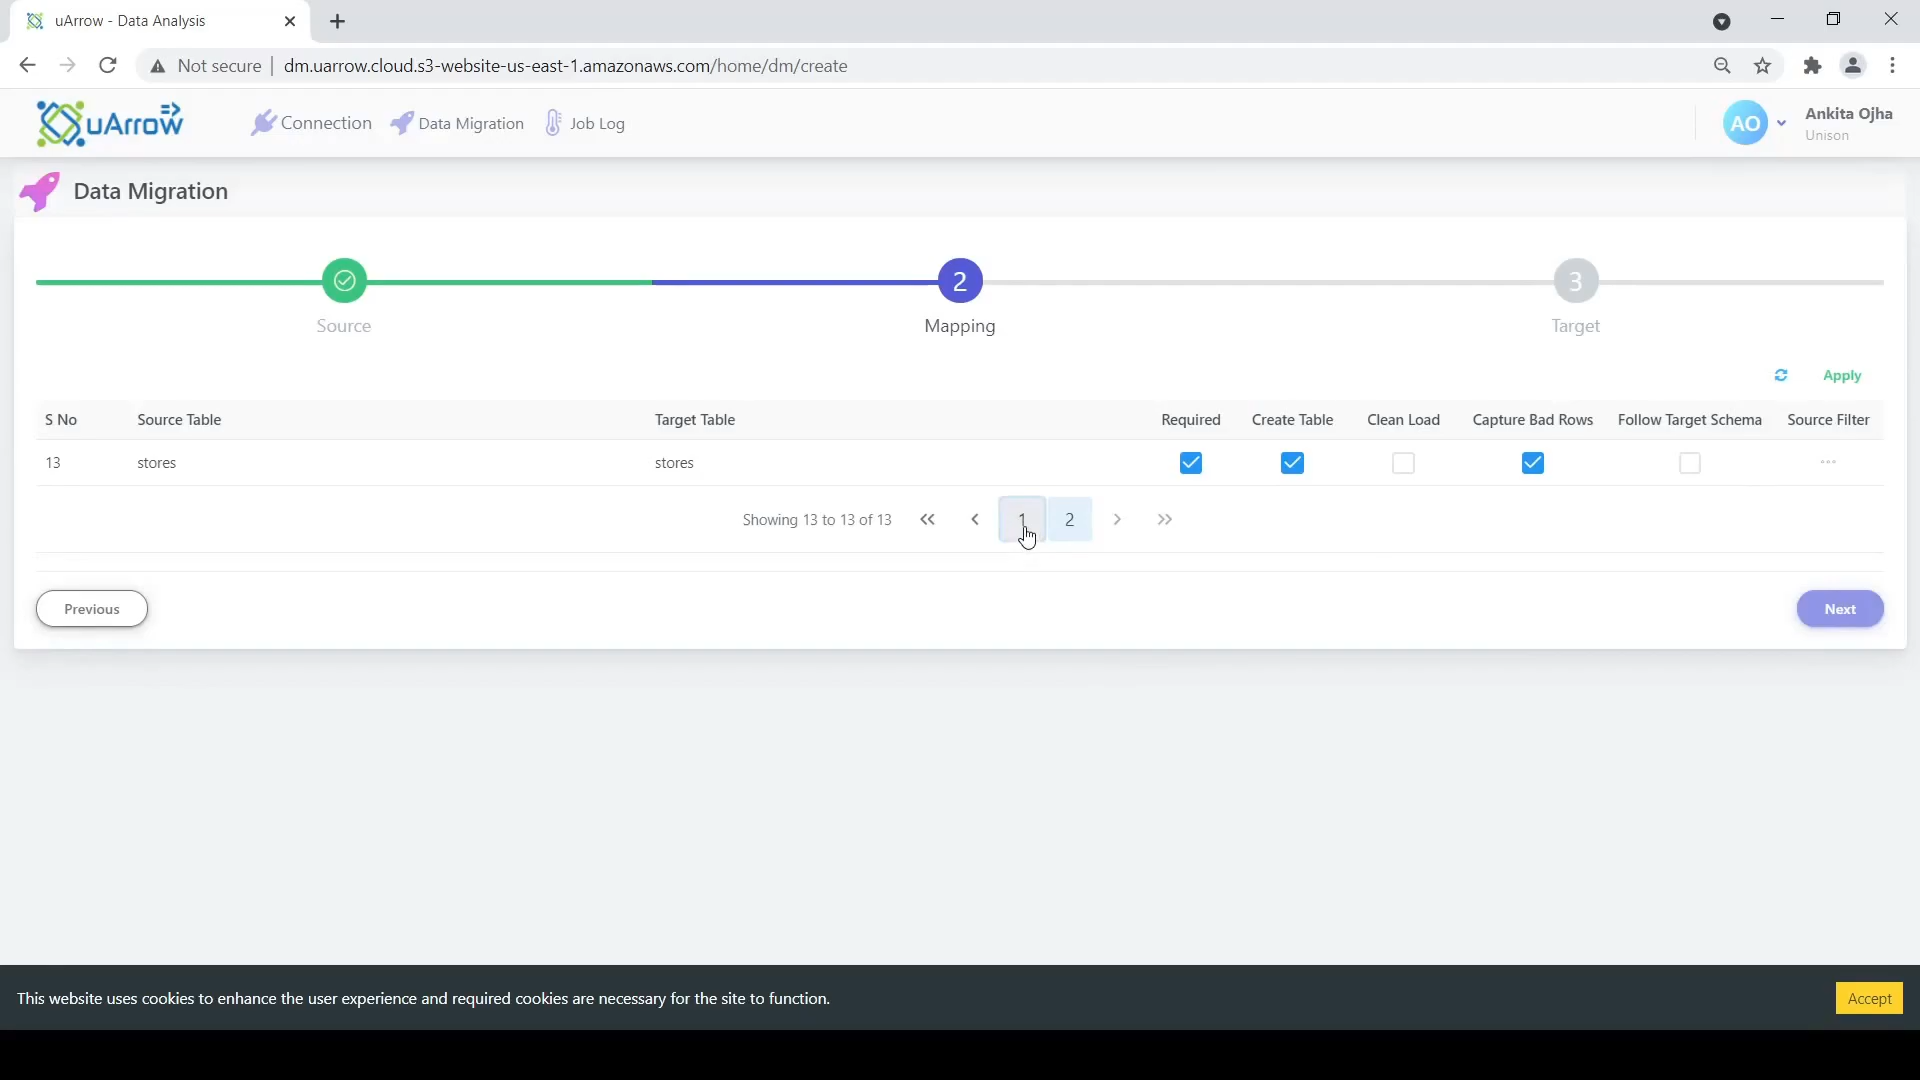 uArrow - Data Analysis
Not secure | dm.uarrow.cloud.s3-website-us-east-1.amazonaws.com/home/dm/create
uArrow Connection Data Migration Job Log AO Ankita Ojha
Unison
Data Migration
2 3
Source Mapping Target
Apply
S No Source Table Target Table Required Create Table Clean Load Capture Bad Rows Follow Target Schema Source Filter
13 stores stores ...
Showing 13 to 13 of 13 « ‹ 1 2 › »
Previous Next
This website uses cookies to enhance the user experience and required cookies are necessary for the site to function. Accept